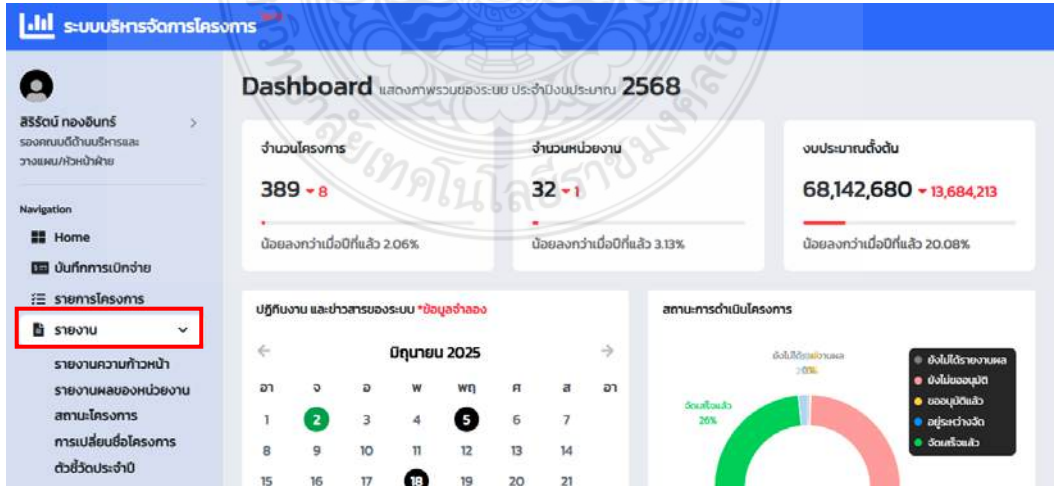 ระบบบริหารจัดการโครงการ
สิริรัตน์ ทองอินทร์
รองคณบดีด้านบริหารและ
วางแผน/หัวหน้าฝ่าย
Navigation
Home
บันทึกการเบิกจ่าย
รายการโครงการ
รายงาน
รายงานความก้าวหน้า
รายงานผลของหน่วยงาน
สถานะโครงการ
การเปลี่ยนชื่อโครงการ
ตัวชี้วัดประจำปี
Dashboard แสดงภาพรวมของระบบ ประจำปีงบประมาณ 2568
จำนวนโครงการ
389 8
น้อยลงกว่าเมื่อปีที่แล้ว 2.06%
จำนวนหน่วยงาน
32 1
น้อยลงกว่าเมื่อปีที่แล้ว 3.13%
งบประมาณตั้งต้น
68,142,680 13,684,213
น้อยลงกว่าเมื่อปีที่แล้ว 20.08%
ปฏิทินงาน และข่าวสารของระบบ *ข้อมูลจำลอง
มิถุนายน 2025
อา จ อ พ พฤ ศ ส อา
1 2 3 4 5 6 7
8 9 10 11 12 13 14
15 16 17 18 19 20 21
สถานะการดำเนินโครงการ
จัดเสร็จแล้ว
26%
ยังไม่ได้รายงานผล
ยังไม่ขออนุมัติ
ขออนุมัติแล้ว
อยู่ระหว่างจัด
จัดเสร็จแล้ว